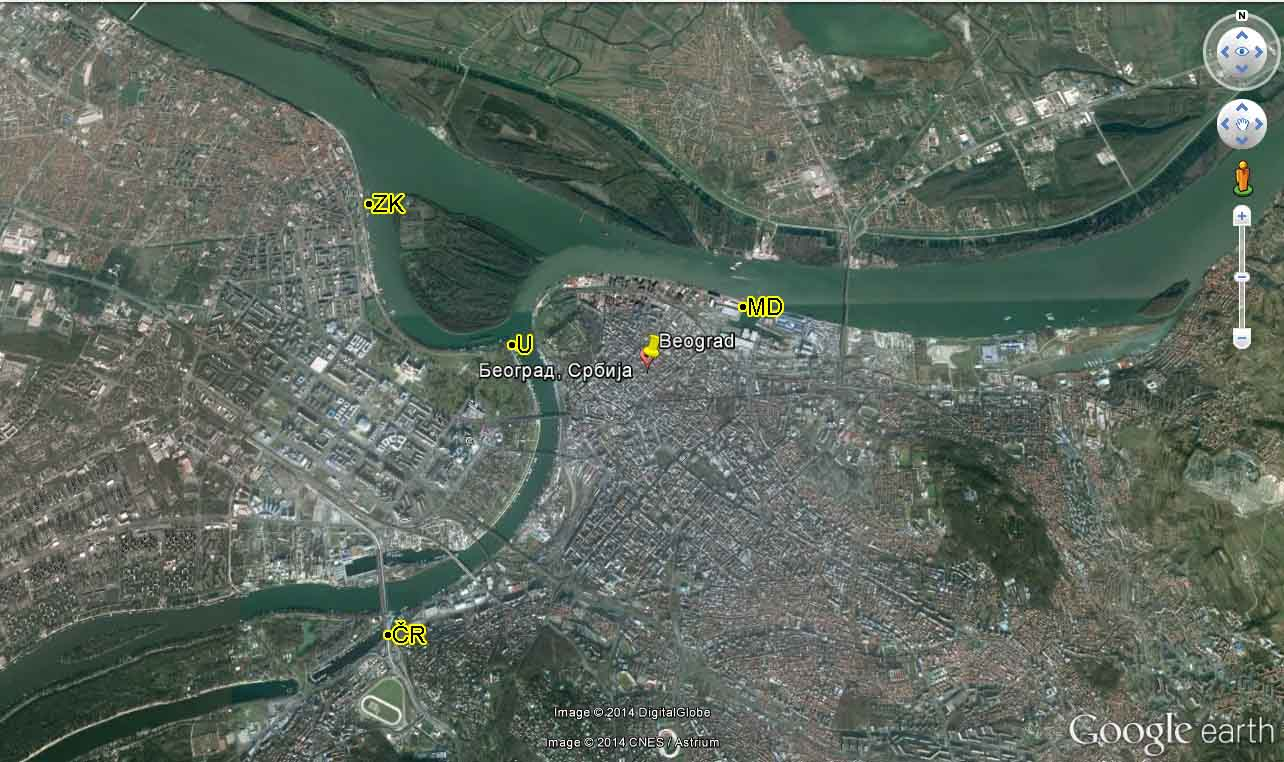 N
ZK
MD
U
Beograd
Београд, Србија
ČR
Image © 2014 DigitalGlobe
Image © 2014 CNES / Astrium
Google earth